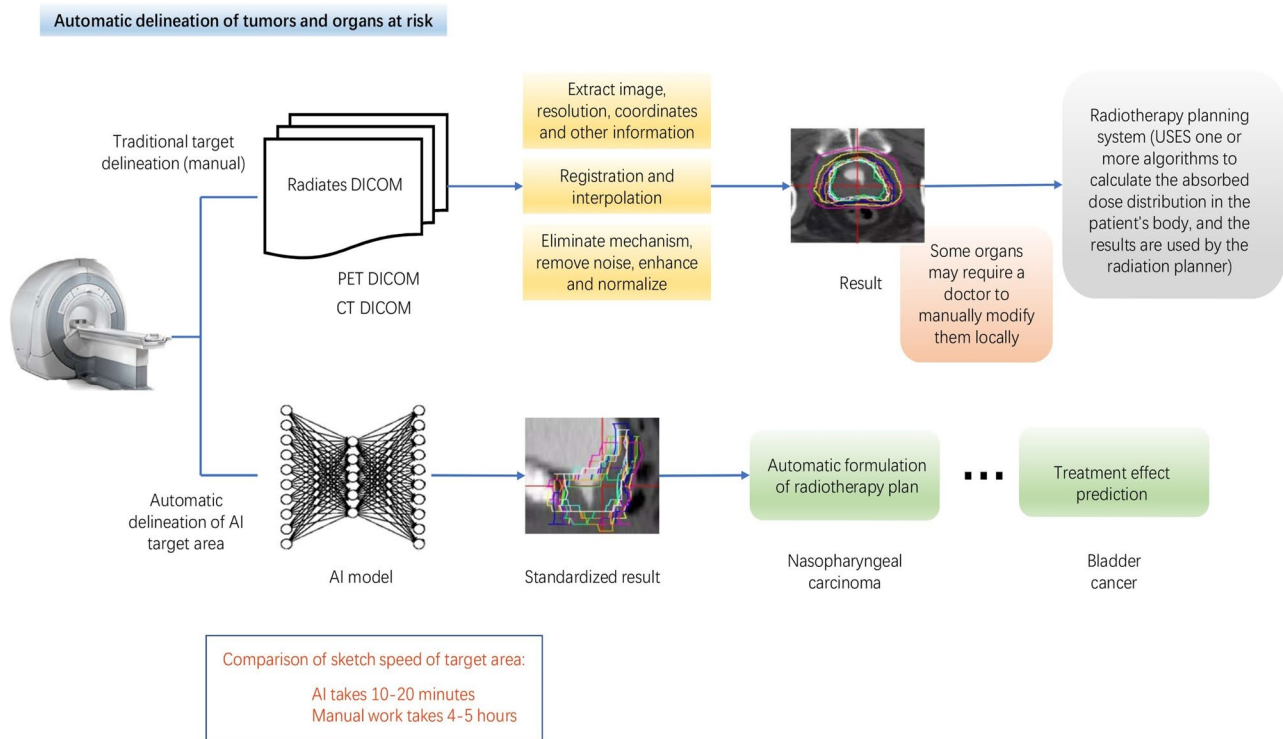 Automatic delineation of tumors and organs at risk
Traditional target
delineation (manual)
Radiates DICOM
PET DICOM
CT DICOM
Extract image,
resolution, coordinates
and other information
Registration and
interpolation
Eliminate mechanism,
remove noise, enhance
and normalize
Result
Some organs
may require a
doctor to
manually modify
them locally
Radiotherapy planning
system (USES one or
more algorithms to
calculate the absorbed
dose distribution in the
patient's body, and the
results are used by the
radiation planner)
Automatic
delineation of AI
target area
AI model
Standardized result
Automatic formulation
of radiotherapy plan
Nasopharyngeal
carcinoma
...
Treatment effect
prediction
Bladder
cancer
Comparison of sketch speed of target area:
AI takes 10-20 minutes
Manual work takes 4-5 hours